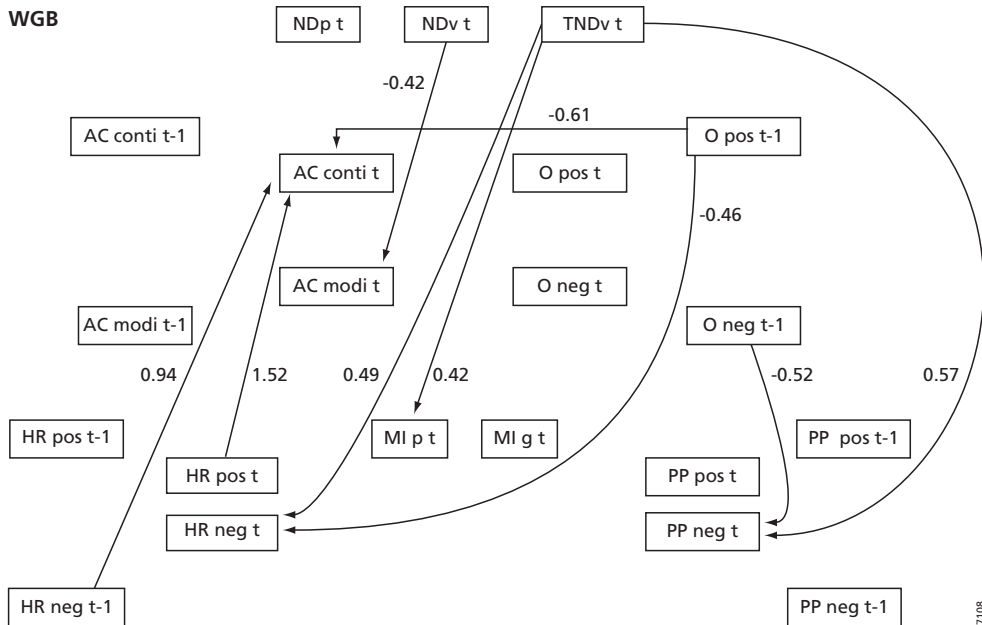 WGB
NDp t
NDv t
TNDv t
-0.42
-0.61
AC conti t-1
O pos t-1
AC conti t
O pos t
-0.46
AC modi t
O neg t
AC modi t-1
O neg t-1
0.94
1.52
0.49
0.42
-0.52
0.57
HR pos t-1
MI p t
MI g t
PP pos t-1
HR pos t
PP pos t
HR neg t
PP neg t
HR neg t-1
PP neg t-1
7108